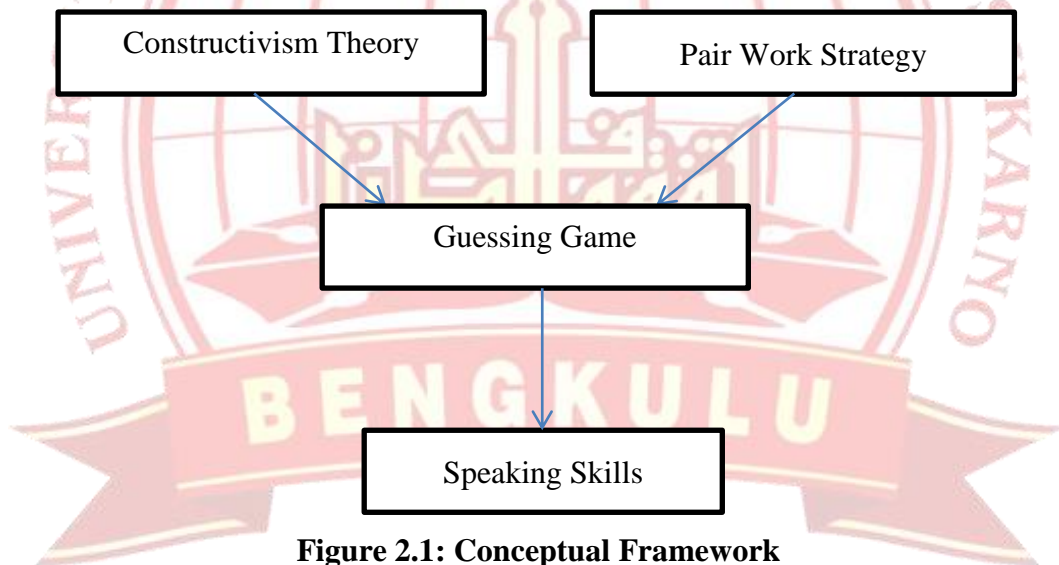 Constructivism Theory
Pair Work Strategy
Guessing Game
Speaking Skills
Figure 2.1: Conceptual Framework
BENGKULU